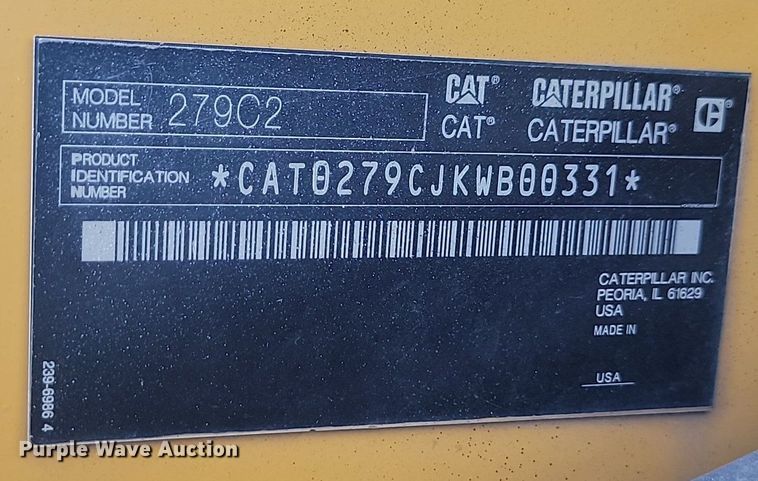 MODEL NUMBER 279C2
CAT® CATERPILLAR® C®
CAT® CATERPILLAR®
PRODUCT
IDENTIFICATION
NUMBER
*CAT0279CJKWB00331*
CATERPILLAR INC.
PEORIA, IL 61629
USA
MADE IN
USA
239-6986 4
Purple Wave Auction